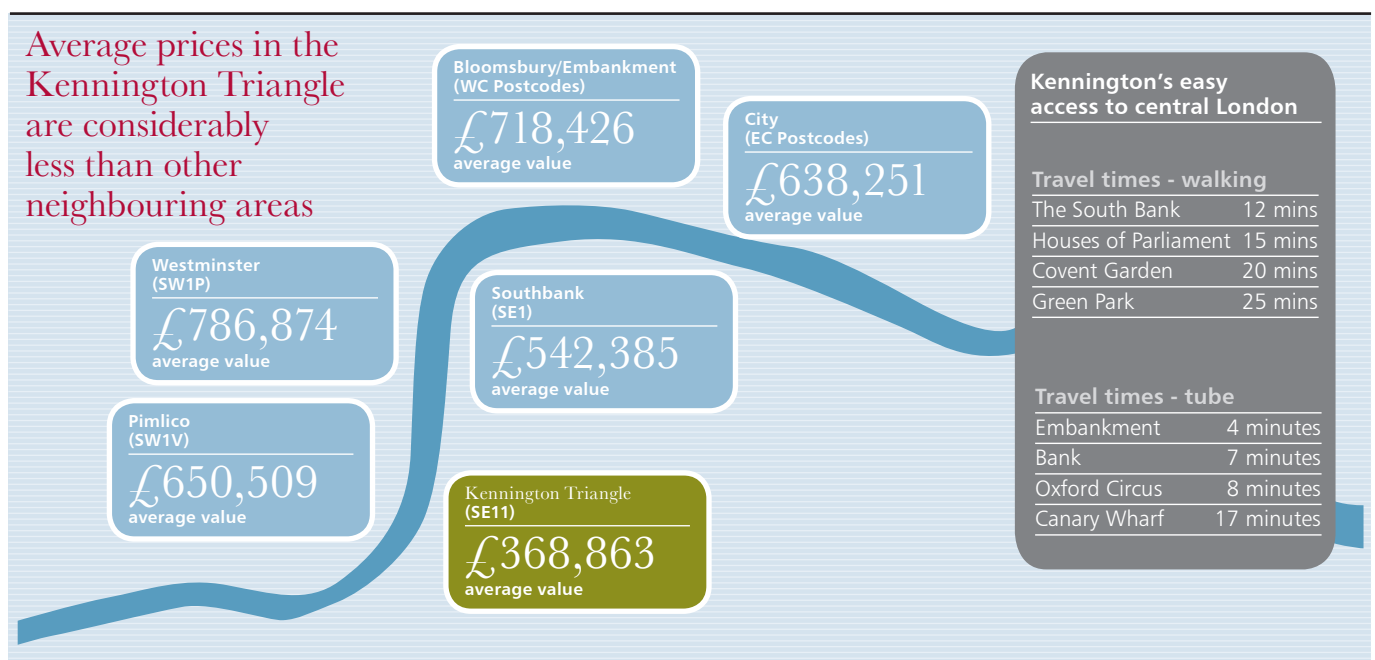 Average prices in the
Kennington Triangle
are considerably
less than other
neighbouring areas
Bloomsbury/Embankment
(WC Postcodes)
£718,426
average value
City
(EC Postcodes)
£638,251
average value
Westminster
(SW1P)
£786,874
average value
Southbank
(SE1)
£542,385
average value
Pimlico
(SW1V)
£650,509
average value
Kennington Triangle
(SE11)
£368,863
average value
Kennington's easy
access to central London
Travel times - walking
The South Bank 12 mins
Houses of Parliament 15 mins
Covent Garden 20 mins
Green Park 25 mins
Travel times - tube
Embankment 4 minutes
Bank 7 minutes
Oxford Circus 8 minutes
Canary Wharf 17 minutes